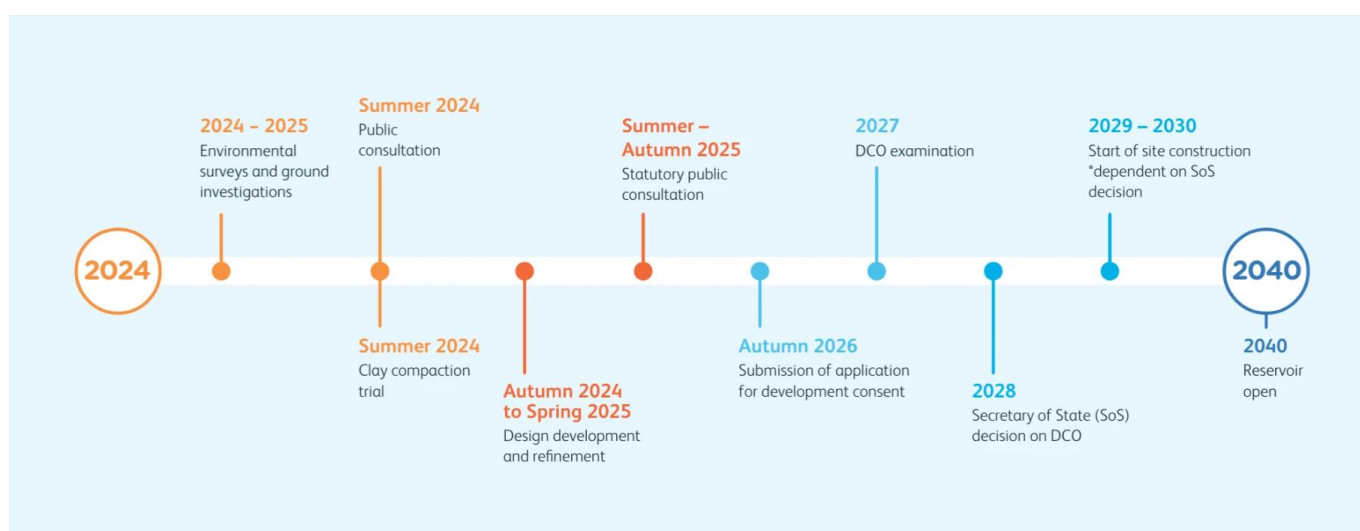 2024
2024 – 2025
Environmental
surveys and ground
investigations
Summer 2024
Public
consultation
Summer 2024
Clay compaction
trial
Autumn 2024
to Spring 2025
Design development
and refinement
Summer –
Autumn 2025
Statutory public
consultation
Autumn 2026
Submission of application
for development consent
2027
DCO examination
2028
Secretary of State (SoS)
decision on DCO
2029 – 2030
Start of site construction
*dependent on SoS
decision
2040
2040
Reservoir
open